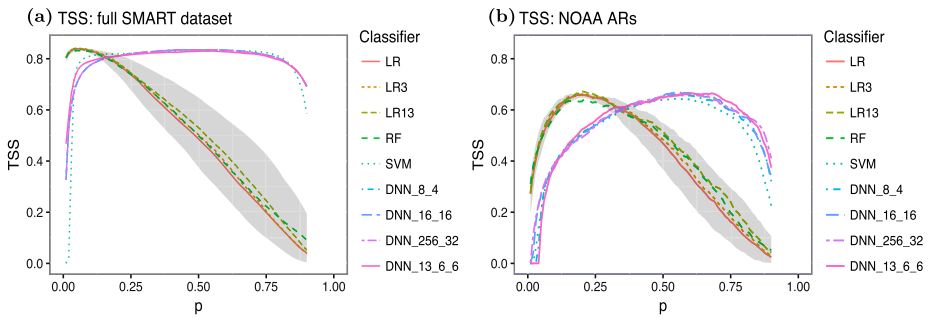 (a) TSS: full SMART dataset
TSS
0.8
0.6
0.4
0.2
0.0
0.00 0.25 0.50 0.75 1.00
p
Classifier
LR
LR3
LR13
RF
SVM
DNN_8_4
DNN_16_16
DNN_256_32
DNN_13_6_6
(b) TSS: NOAA ARs
TSS
0.8
0.6
0.4
0.2
0.0
0.00 0.25 0.50 0.75 1.00
p
Classifier
LR
LR3
LR13
RF
SVM
DNN_8_4
DNN_16_16
DNN_256_32
DNN_13_6_6